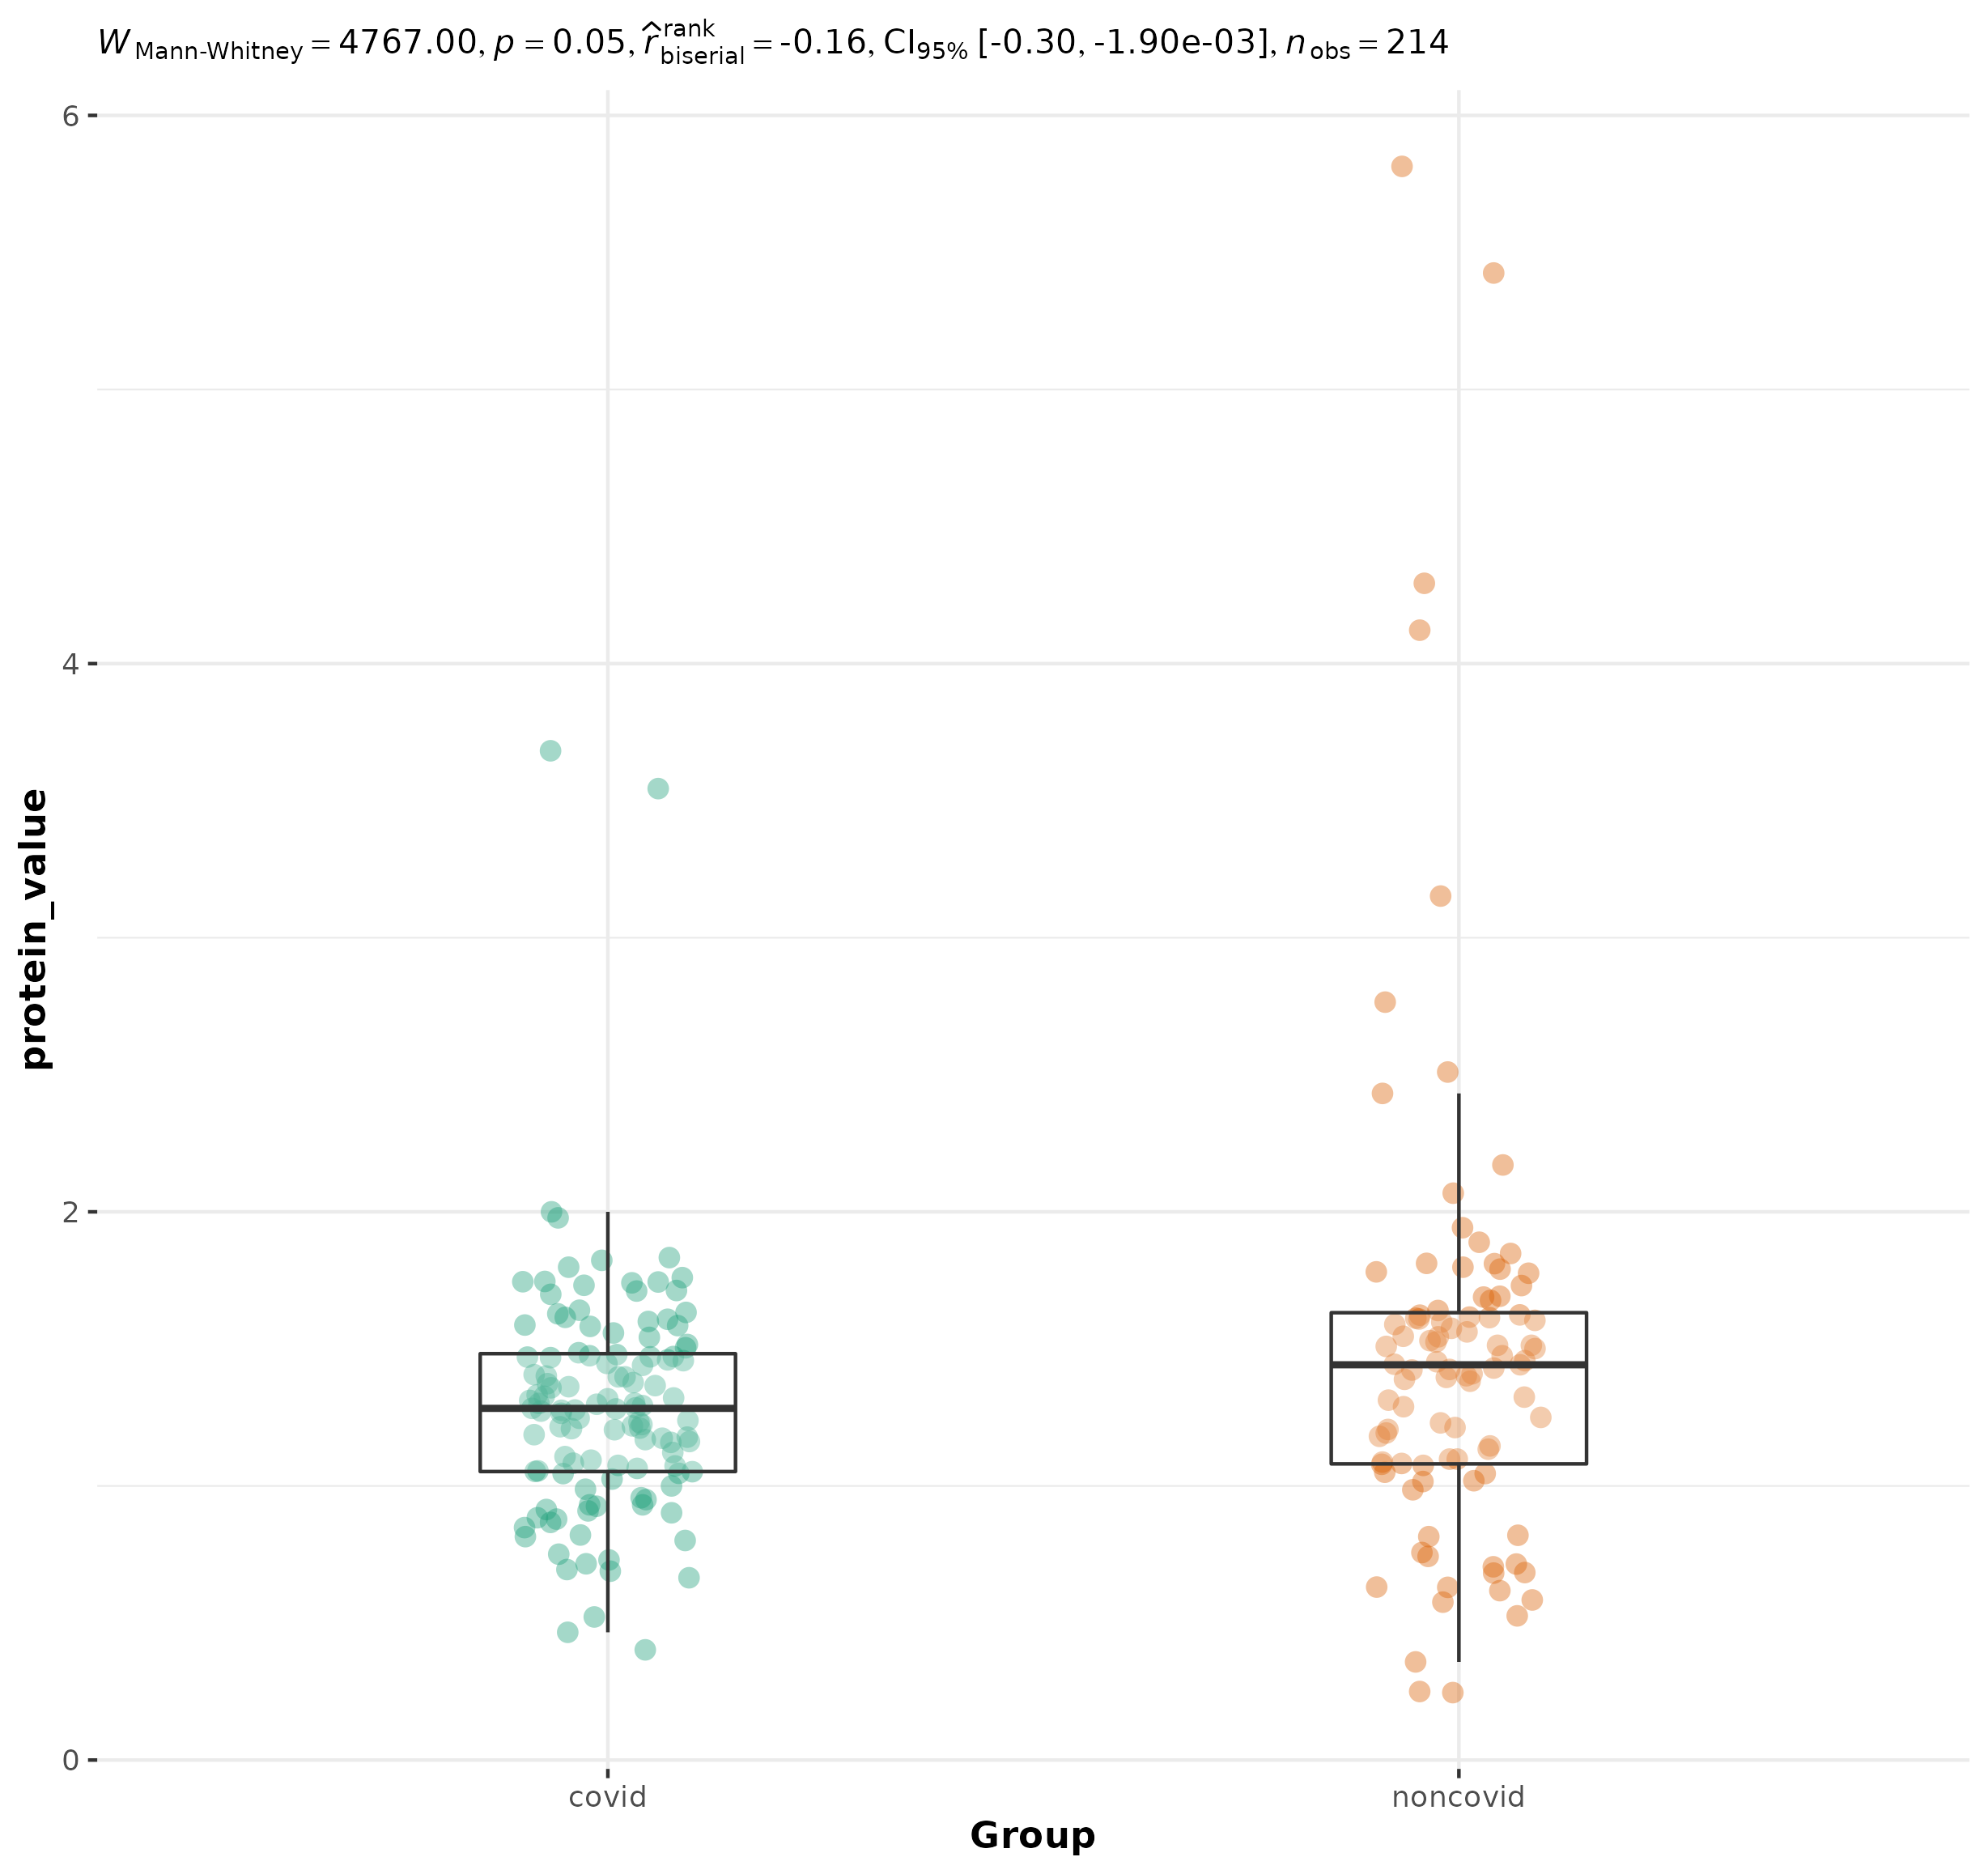 W Mann-Whitney = 4767.00, p = 0.05, r̂ rank biserial = -0.16, CI95% [-0.30, -1.90e-03], n obs = 214
6
4
2
0
protein_value
covid noncovid
Group